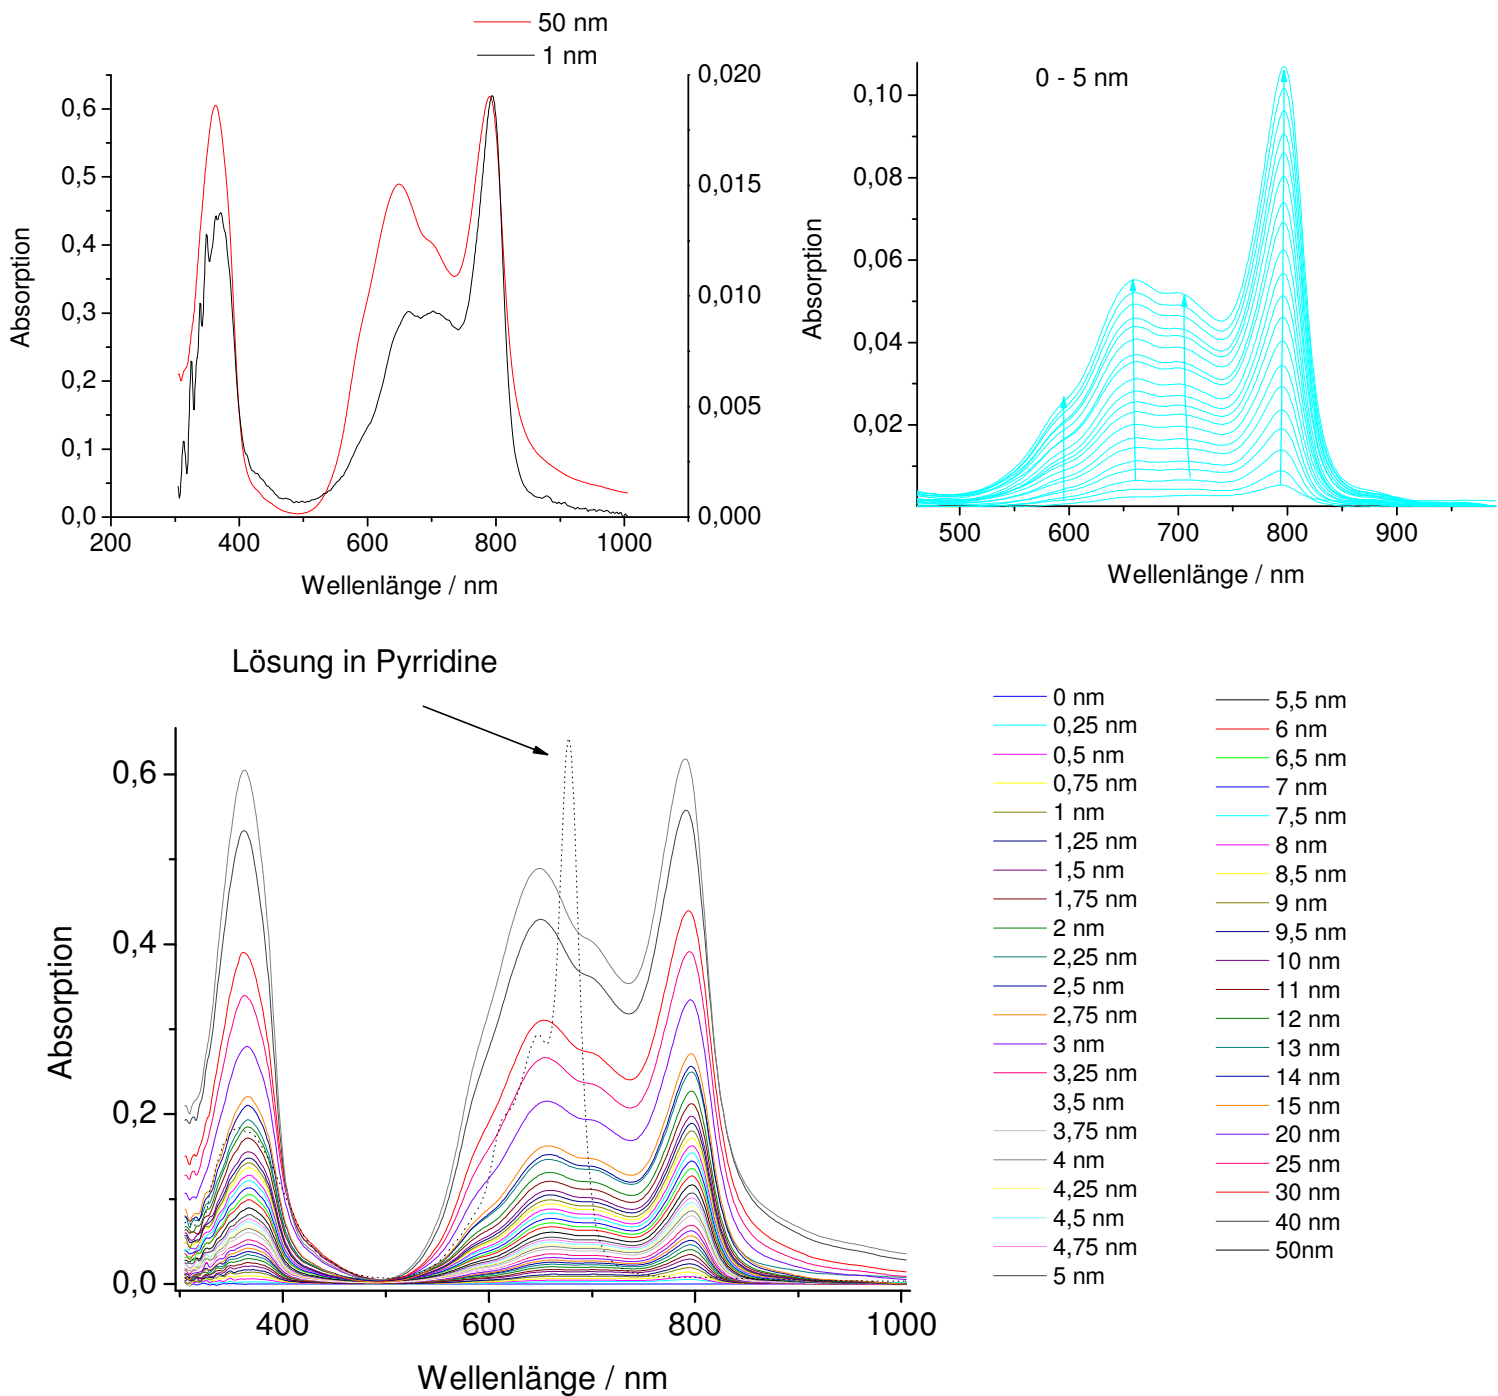 50 nm
1 nm
0,6
0,5
0,4
0,3
0,2
0,1
0,0
Absorption
0,020
0,015
0,010
0,005
0,000
200 400 600 800 1000
Wellenlänge / nm
0 - 5 nm
0,10
0,08
0,06
0,04
0,02
Absorption
500 600 700 800 900
Wellenlänge / nm
Lösung in Pyrridine
0,6
0,4
0,2
0,0
Absorption
400 600 800 1000
Wellenlänge / nm
0 nm
0,25 nm
0,5 nm
0,75 nm
1 nm
1,25 nm
1,5 nm
1,75 nm
2 nm
2,25 nm
2,5 nm
2,75 nm
3 nm
3,25 nm
3,5 nm
3,75 nm
4 nm
4,25 nm
4,5 nm
4,75 nm
5 nm
5,5 nm
6 nm
6,5 nm
7 nm
7,5 nm
8 nm
8,5 nm
9 nm
9,5 nm
10 nm
11 nm
12 nm
13 nm
14 nm
15 nm
20 nm
25 nm
30 nm
40 nm
50nm